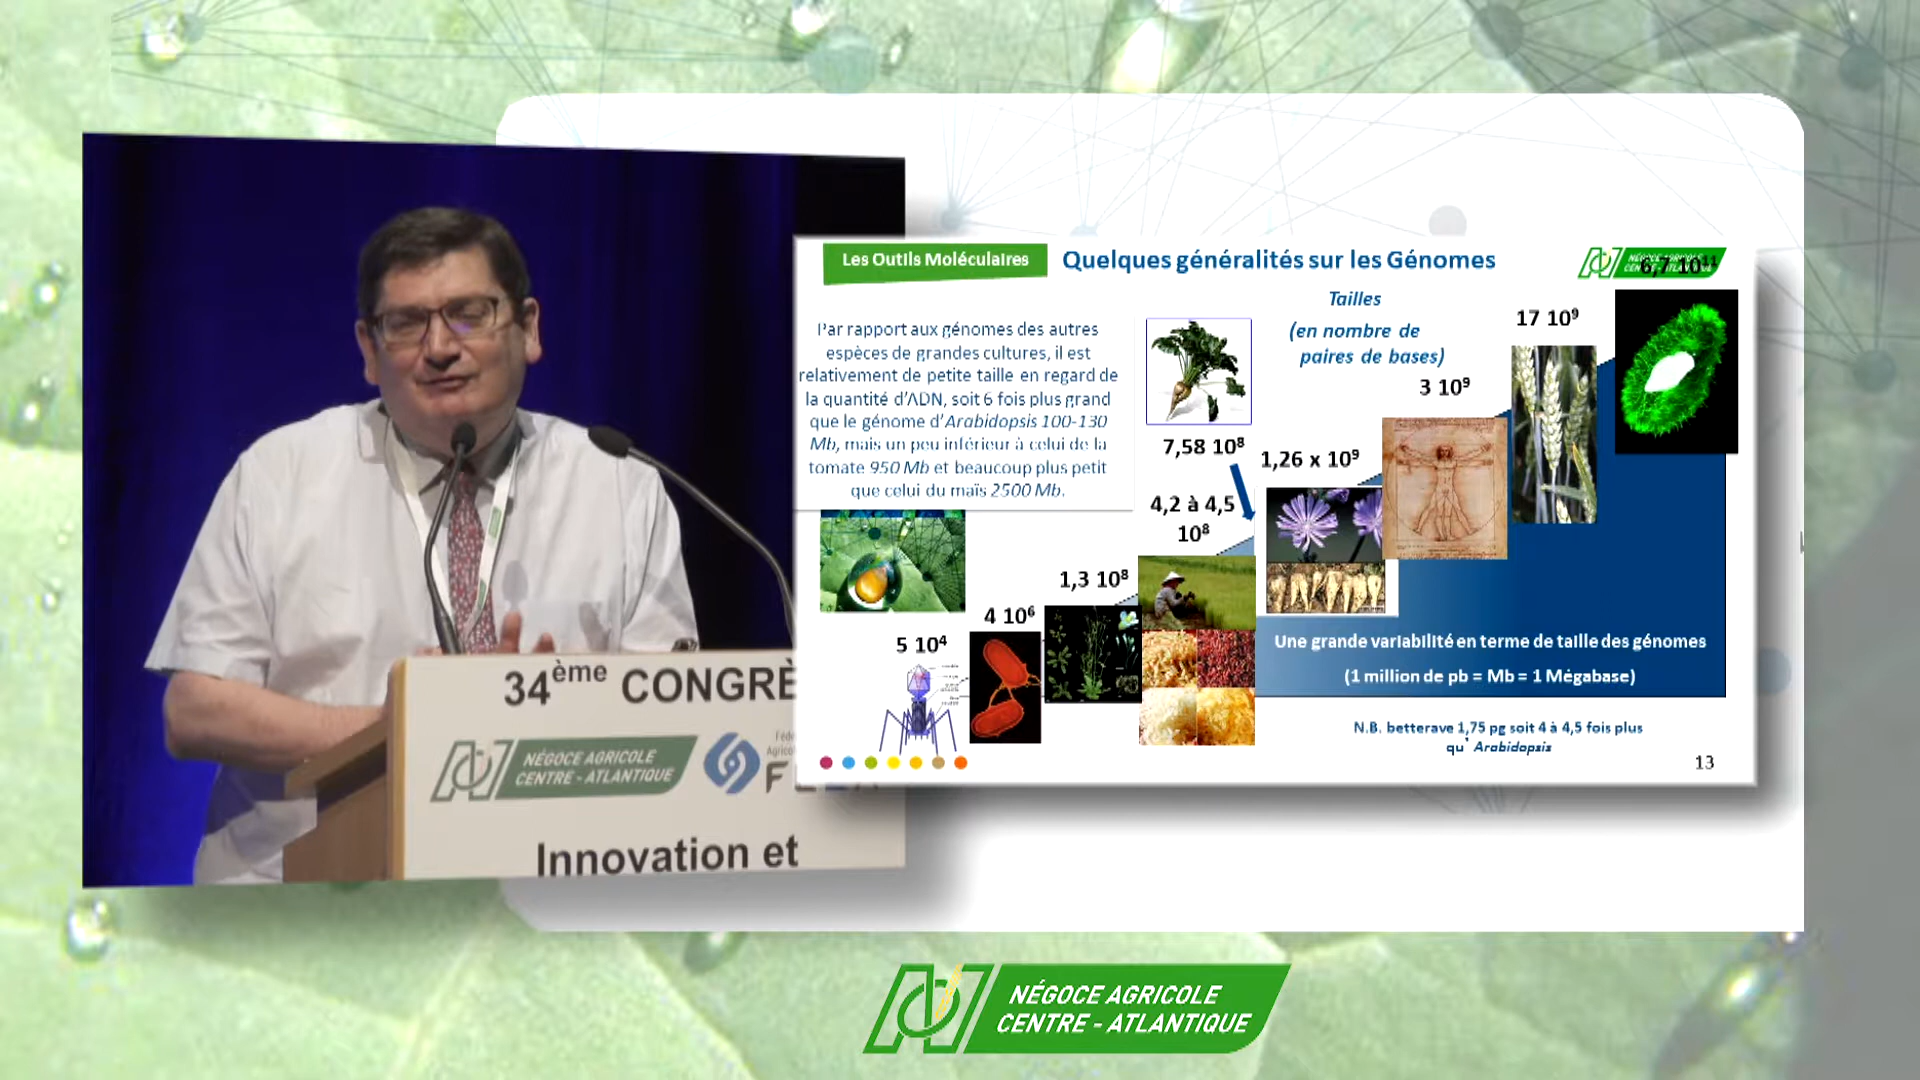 Les Outils Moléculaires
Quelques généralités sur les Génomes
6,7 10¹¹
Tailles
(en nombre de
paires de bases)
17 10⁹
Par rapport aux génomes des autres
espèces de grandes cultures, il est
relativement de petite taille en regard de
la quantité d'ADN, soit 6 fois plus grand
que le génome d'Arabidopsis 100-130
Mb, mais un peu inférieur à celui de la
tomate 950 Mb et beaucoup plus petit
que celui du maïs 2500 Mb.
3 10⁹
7,58 10⁸
1,26 x 10⁹
4,2 à 4,5
10⁸
1,3 10⁸
4 10⁶
5 10⁴
Une grande variabilité en terme de taille des génomes
(1 million de pb = Mb = 1 Mégabase)
N.B. betterave 1,75 pg soit 4 à 4,5 fois plus
qu' Arabidopsis
13
34ème CONGRÈ
NÉGOCE AGRICOLE
CENTRE - ATLANTIQUE
Innovation et
NÉGOCE AGRICOLE
CENTRE - ATLANTIQUE